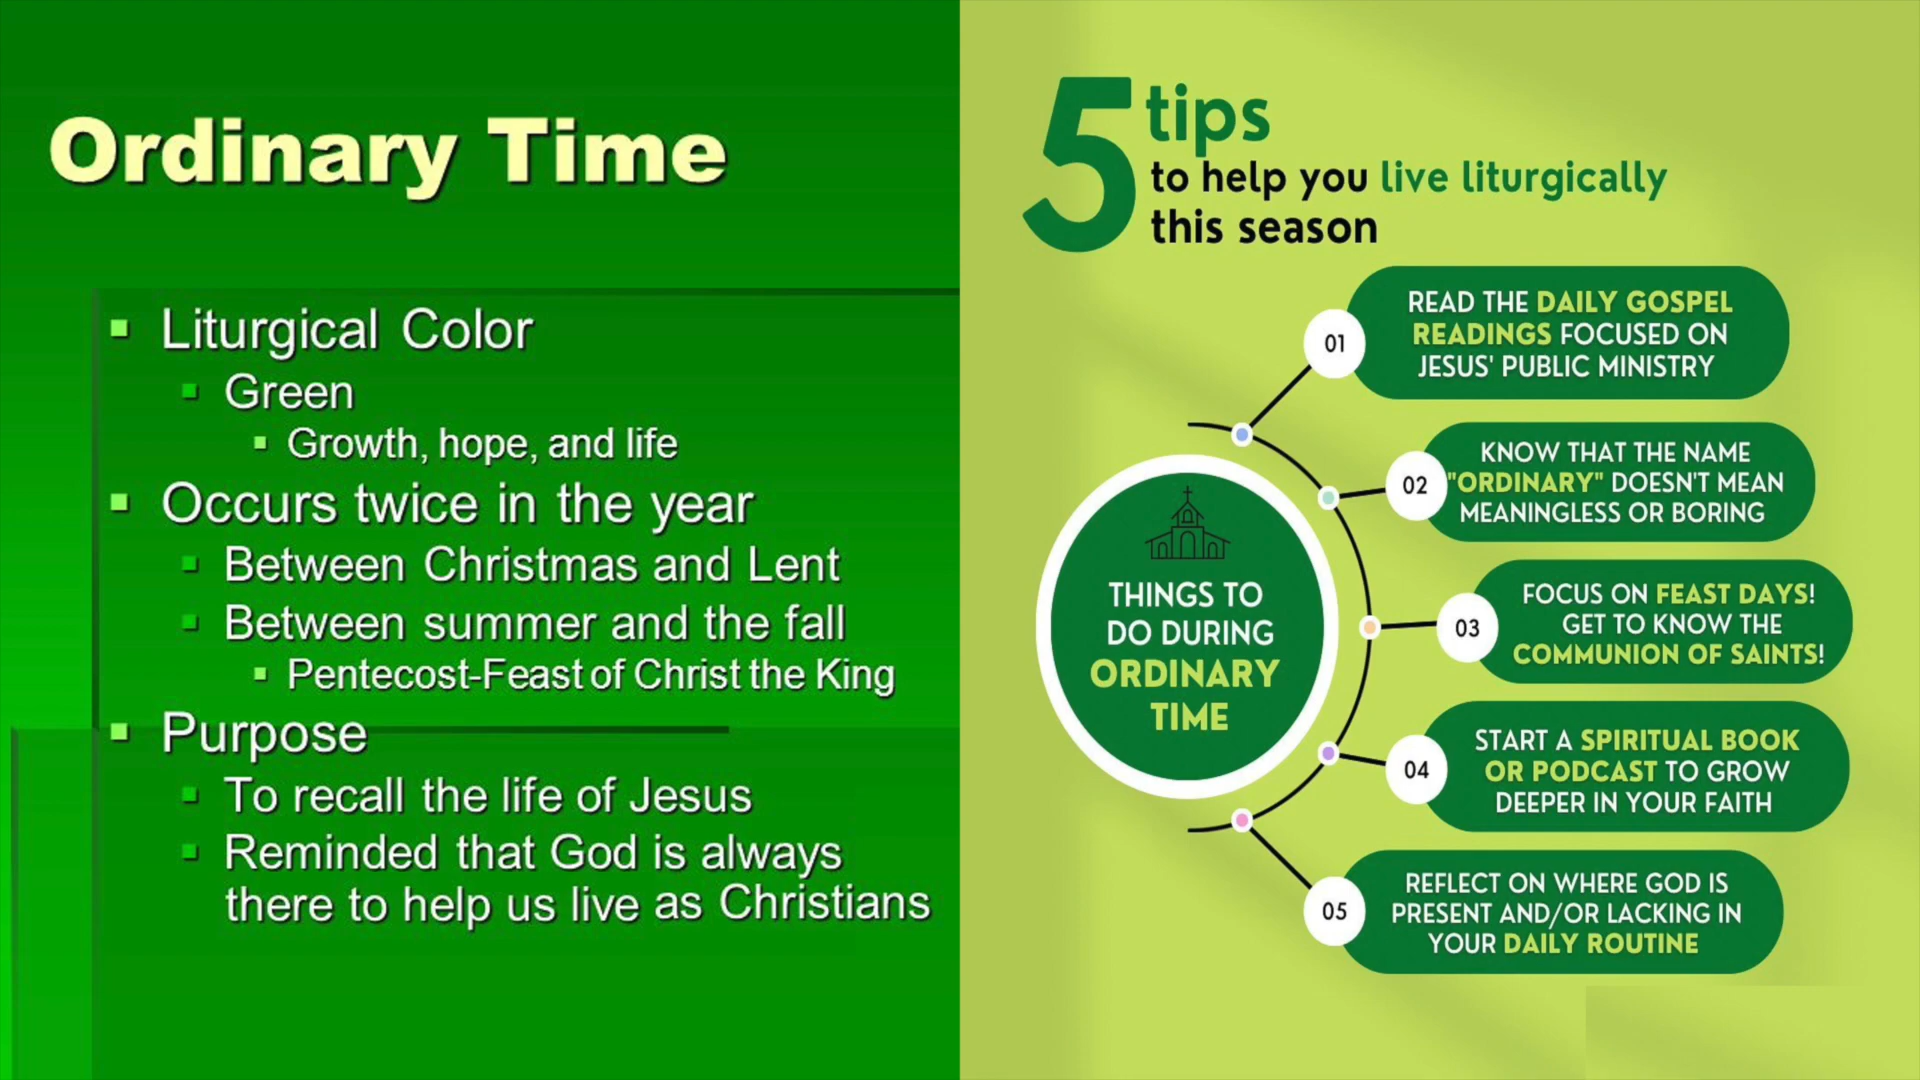 Ordinary Time
Liturgical Color
Green
Growth, hope, and life
Occurs twice in the year
Between Christmas and Lent
Between summer and the fall
Pentecost-Feast of Christ the King
Purpose
To recall the life of Jesus
Reminded that God is always
there to help us live as Christians
5 tips
to help you live liturgically
this season
THINGS TO
DO DURING
ORDINARY
TIME
01
READ THE DAILY GOSPEL
READINGS FOCUSED ON
JESUS' PUBLIC MINISTRY
02
KNOW THAT THE NAME
"ORDINARY" DOESN'T MEAN
MEANINGLESS OR BORING
03
FOCUS ON FEAST DAYS!
GET TO KNOW THE
COMMUNION OF SAINTS!
04
START A SPIRITUAL BOOK
OR PODCAST TO GROW
DEEPER IN YOUR FAITH
05
REFLECT ON WHERE GOD IS
PRESENT AND/OR LACKING IN
YOUR DAILY ROUTINE